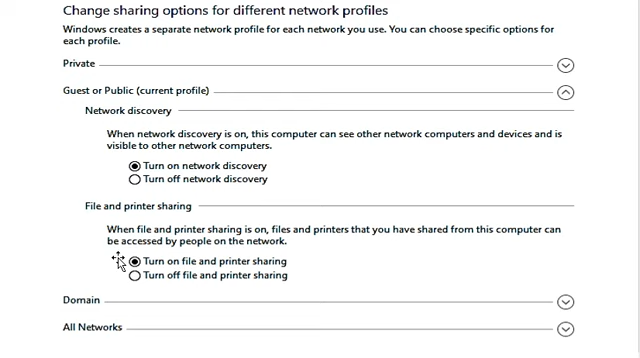 Change sharing options for different network profiles
Windows creates a separate network profile for each network you use. You can choose specific options for
each profile.
Private
Guest or Public (current profile)
Network discovery
When network discovery is on, this computer can see other network computers and devices and is
visible to other network computers.
Turn on network discovery
Turn off network discovery
File and printer sharing
When file and printer sharing is on, files and printers that you have shared from this computer can
be accessed by people on the network.
Turn on file and printer sharing
Turn off file and printer sharing
Domain
All Networks